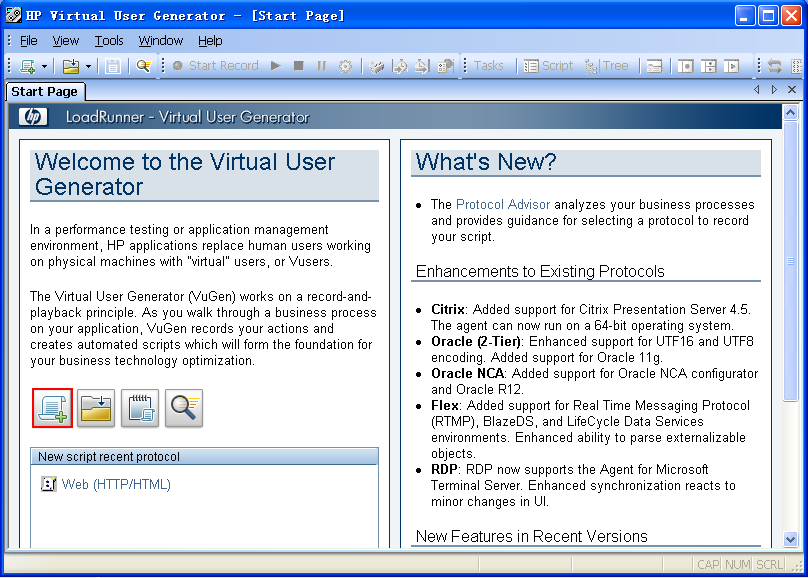 HP Virtual User Generator - [Start Page]
File View Tools Window Help
Start Record Tasks Script Tree
Start Page
hp LoadRunner - Virtual User Generator
Welcome to the Virtual User
Generator
In a performance testing or application management
environment, HP applications replace human users working
on physical machines with "virtual" users, or Vusers.
The Virtual User Generator (VuGen) works on a record-and-
playback principle. As you walk through a business process
on your application, VuGen records your actions and
creates automated scripts which will form the foundation for
your business technology optimization.
New script recent protocol
Web (HTTP/HTML)
What's New?
• The Protocol Advisor analyzes your business processes
and provides guidance for selecting a protocol to record
your script.
Enhancements to Existing Protocols
• Citrix: Added support for Citrix Presentation Server 4.5.
The agent can now run on a 64-bit operating system.
• Oracle (2-Tier): Enhanced support for UTF16 and UTF8
encoding. Added support for Oracle 11g.
• Oracle NCA: Added support for Oracle NCA configurator
and Oracle R12.
• Flex: Added support for Real Time Messaging Protocol
(RTMP), BlazeDS, and LifeCycle Data Services
environments. Enhanced ability to parse externalizable
objects.
• RDP: RDP now supports the Agent for Microsoft
Terminal Server. Enhanced synchronization reacts to
minor changes in UI.
New Features in Recent Versions
CAP NUM SCRL